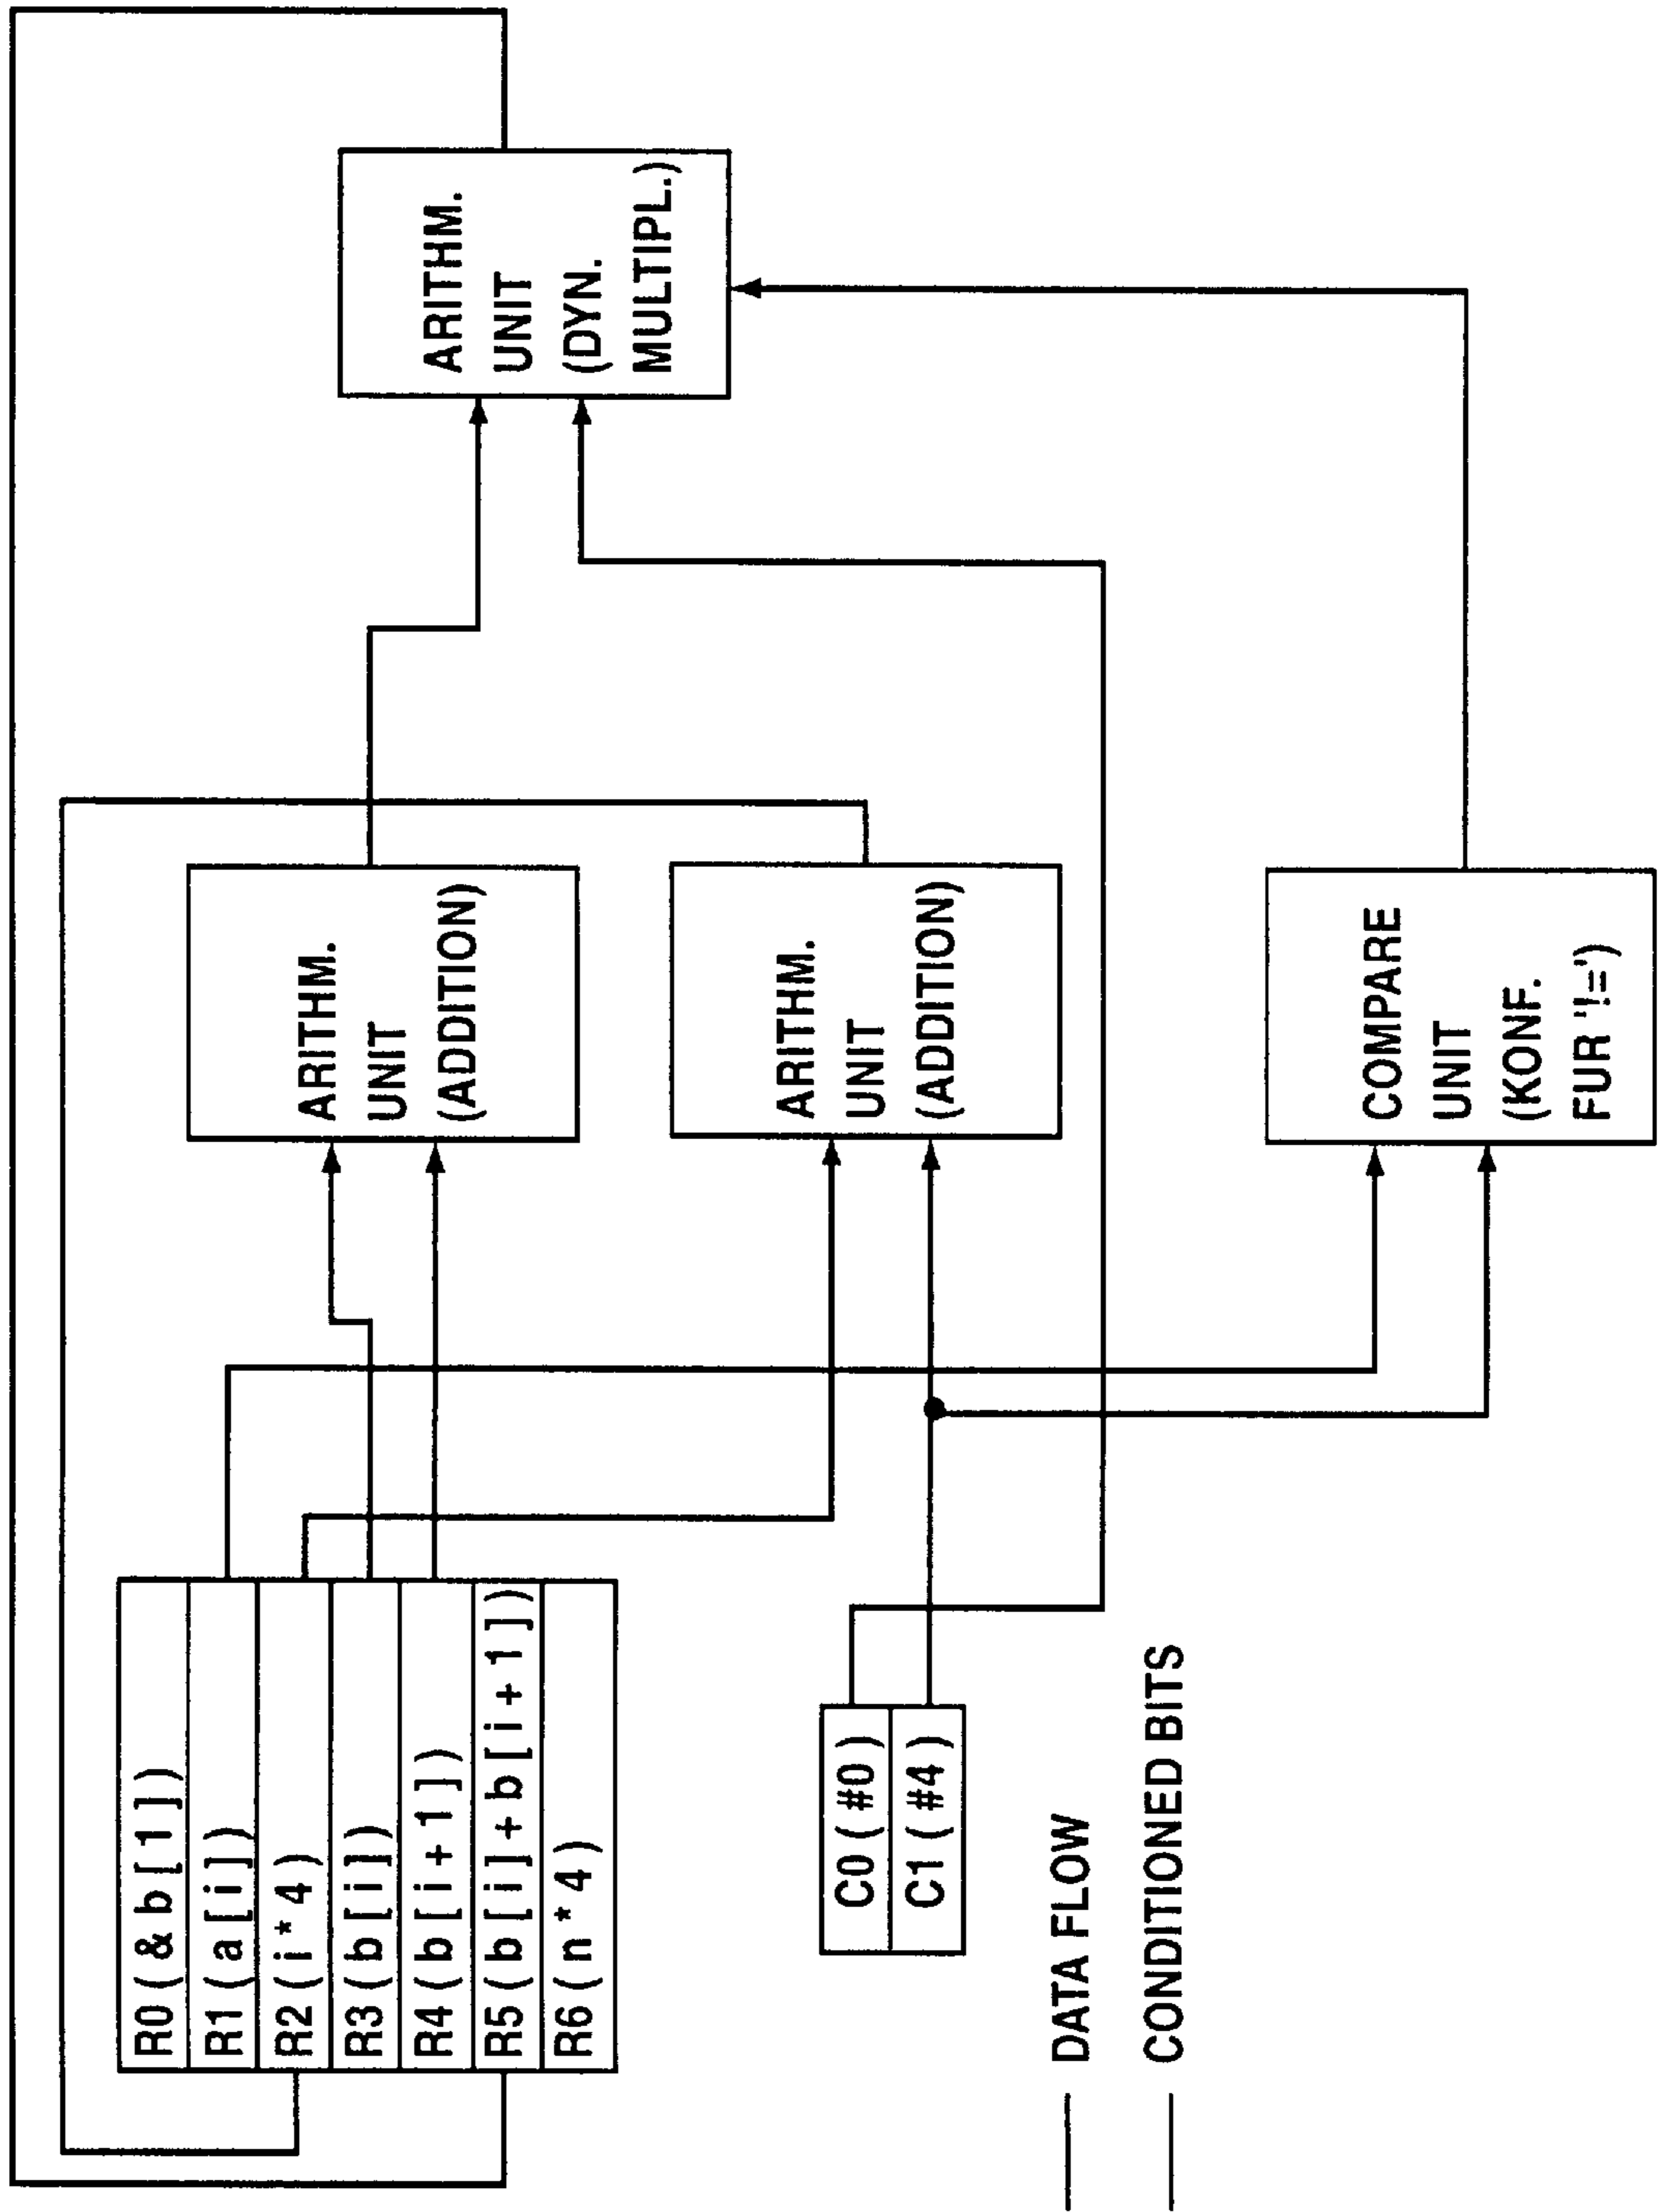 R0(&b[1])
R1(a[i])
R2(i*4)
R3(b[i])
R4(b[i+1])
R5(b[i]+b[i+1])
R6(n*4)
C0(#0)
C1(#4)
ARITHM.
UNIT
(ADDITION)
ARITHM.
UNIT
(ADDITION)
COMPARE
UNIT
(KONF.
FUR '!=')
ARITHM.
UNIT
(DYN.
MULTIPL.)
DATA FLOW
CONDITIONED BITS